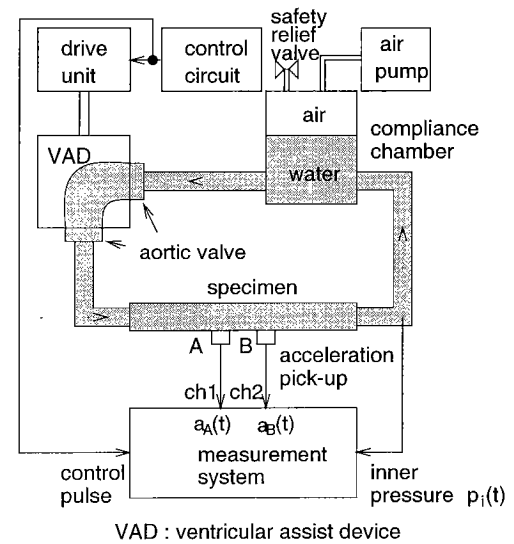 safety
relief
valve
drive
unit
control
circuit
air
pump
air
compliance
chamber
VAD
water
aortic valve
specimen
A
B
acceleration
pick-up
ch1
ch2
aA(t)
aB(t)
measurement
system
control
pulse
inner
pressure pi(t)
VAD : ventricular assist device